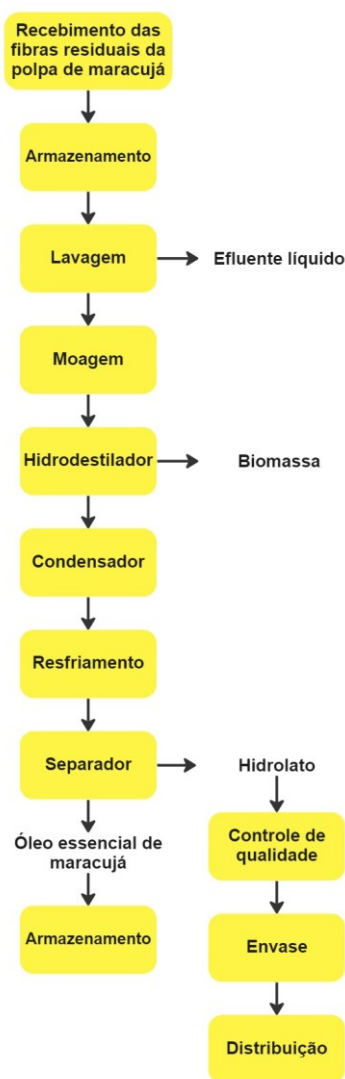 Recebimento das
fibras residuais da
polpa de maracujá
Armazenamento
Lavagem
Efluente líquido
Moagem
Hidrodestilador
Biomassa
Condensador
Resfriamento
Separador
Hidrolato
Óleo essencial de
maracujá
Controle de
qualidade
Armazenamento
Envase
Distribuição